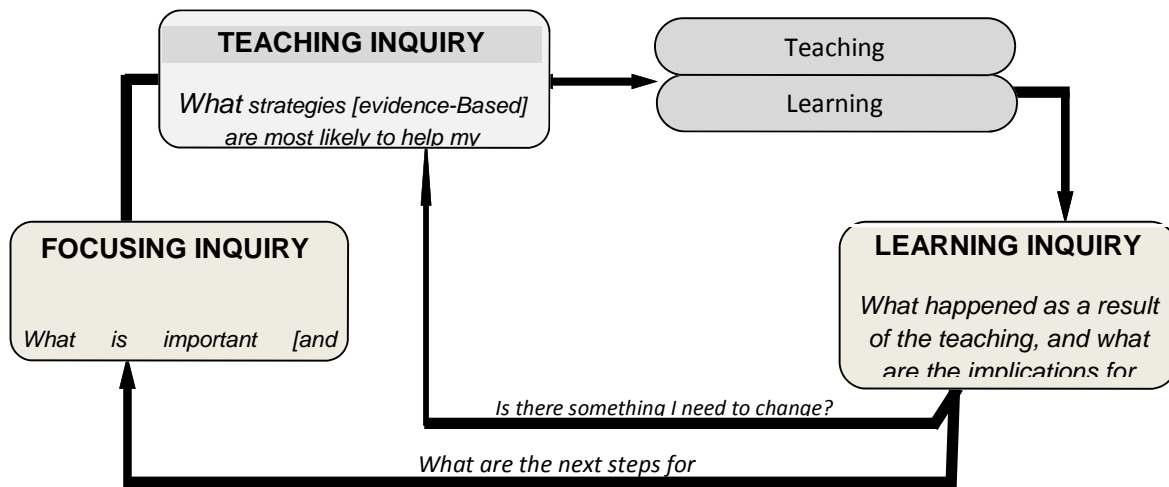 TEACHING INQUIRY
What strategies [evidence-Based]
are most likely to help my
Teaching
Learning
FOCUSING INQUIRY
What is important [and
LEARNING INQUIRY
What happened as a result
of the teaching, and what
are the implications for
Is there something I need to change?
What are the next steps for